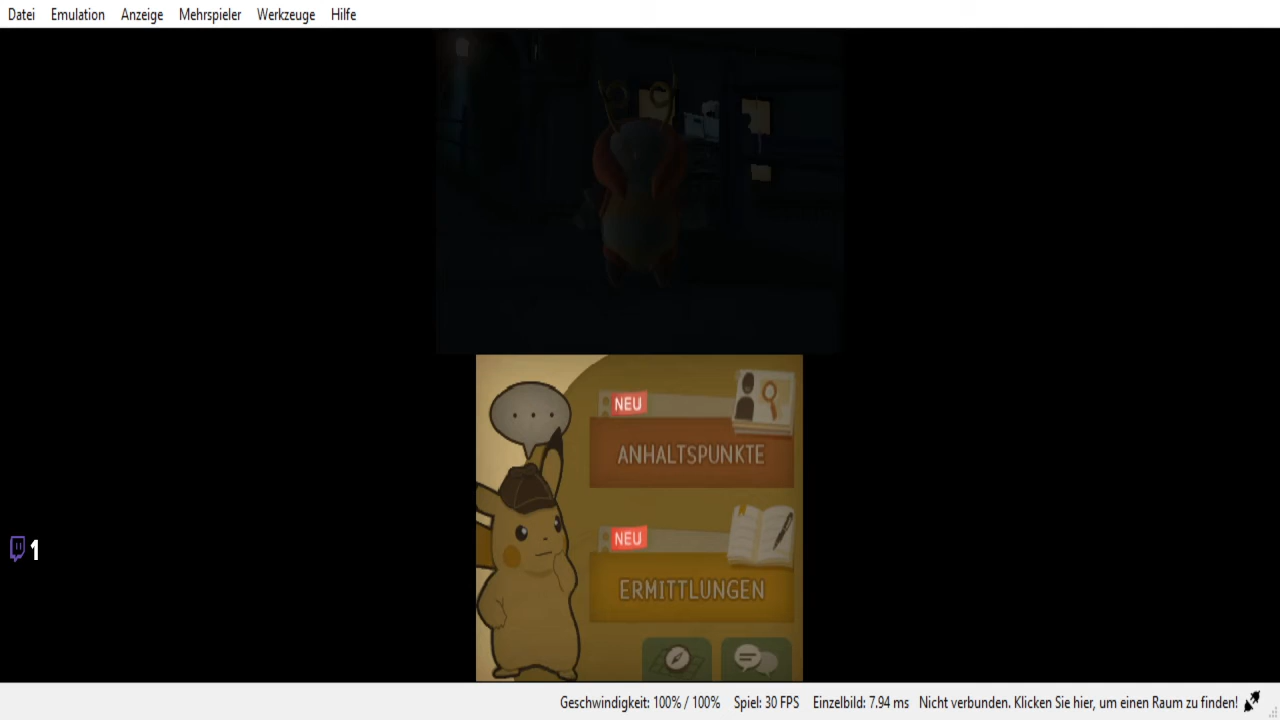 Datei Emulation Anzeige Mehrspieler Werkzeuge Hilfe
...
NEU
ANHALTSPUNKTE
NEU
ERMITTLUNGEN
1
Geschwindigkeit: 100% / 100% Spiel: 30 FPS Einzelbild: 7.94 ms Nicht verbunden. Klicken Sie hier, um einen Raum zu finden!